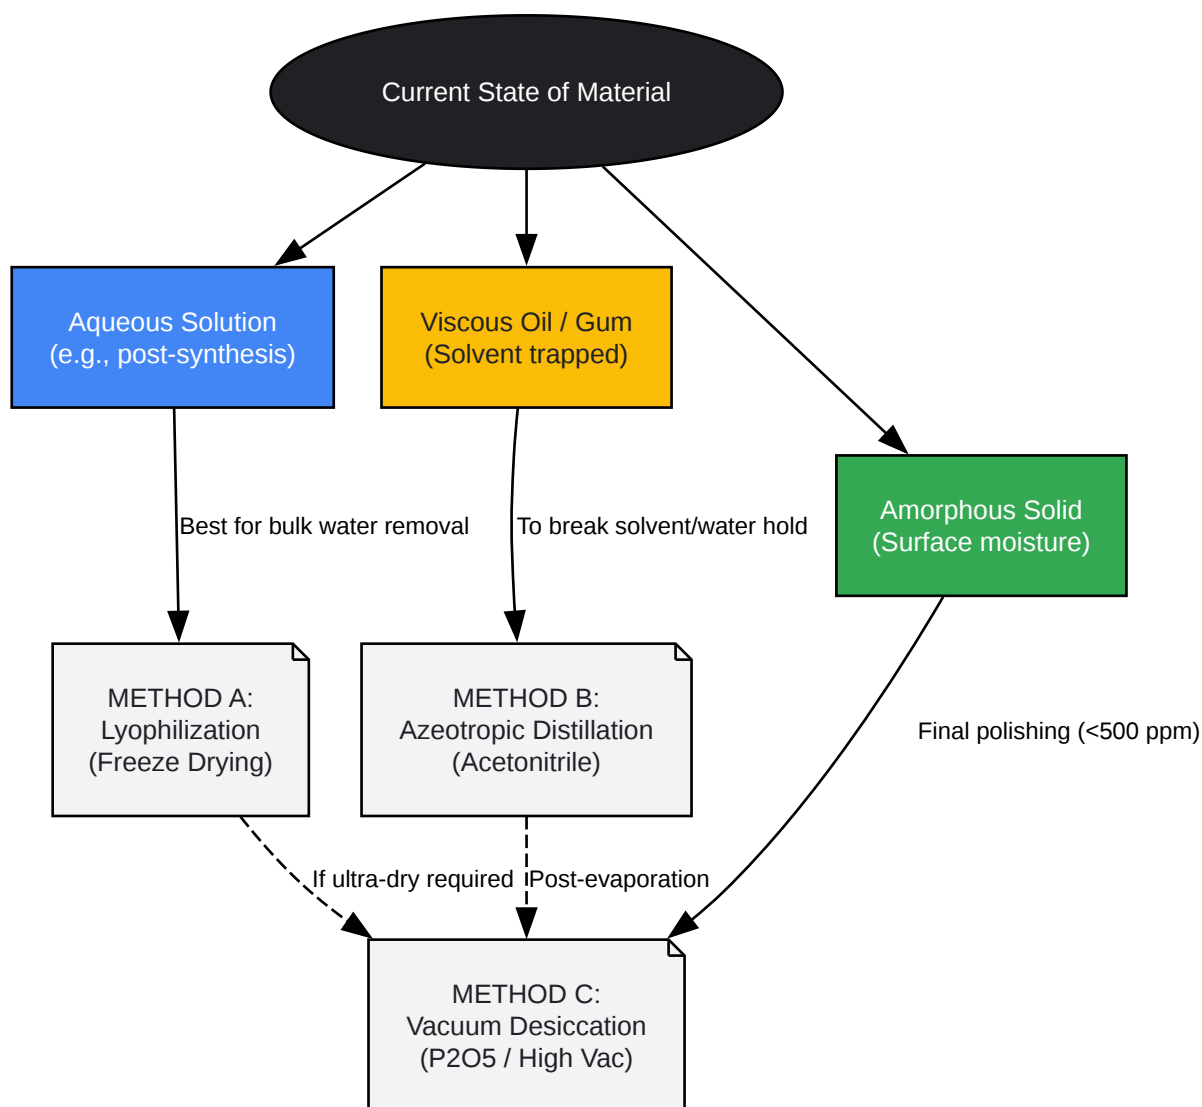 Current State of Material
Aqueous Solution
(e.g., post-synthesis)
Viscous Oil / Gum
(Solvent trapped)
Amorphous Solid
(Surface moisture)
Best for bulk water removal
To break solvent/water hold
METHOD A:
Lyophilization
(Freeze Drying)
METHOD B:
Azeotropic Distillation
(Acetonitrile)
Final polishing (<500 ppm)
If ultra-dry required
Post-evaporation
METHOD C:
Vacuum Desiccation
(P2O5 / High Vac)